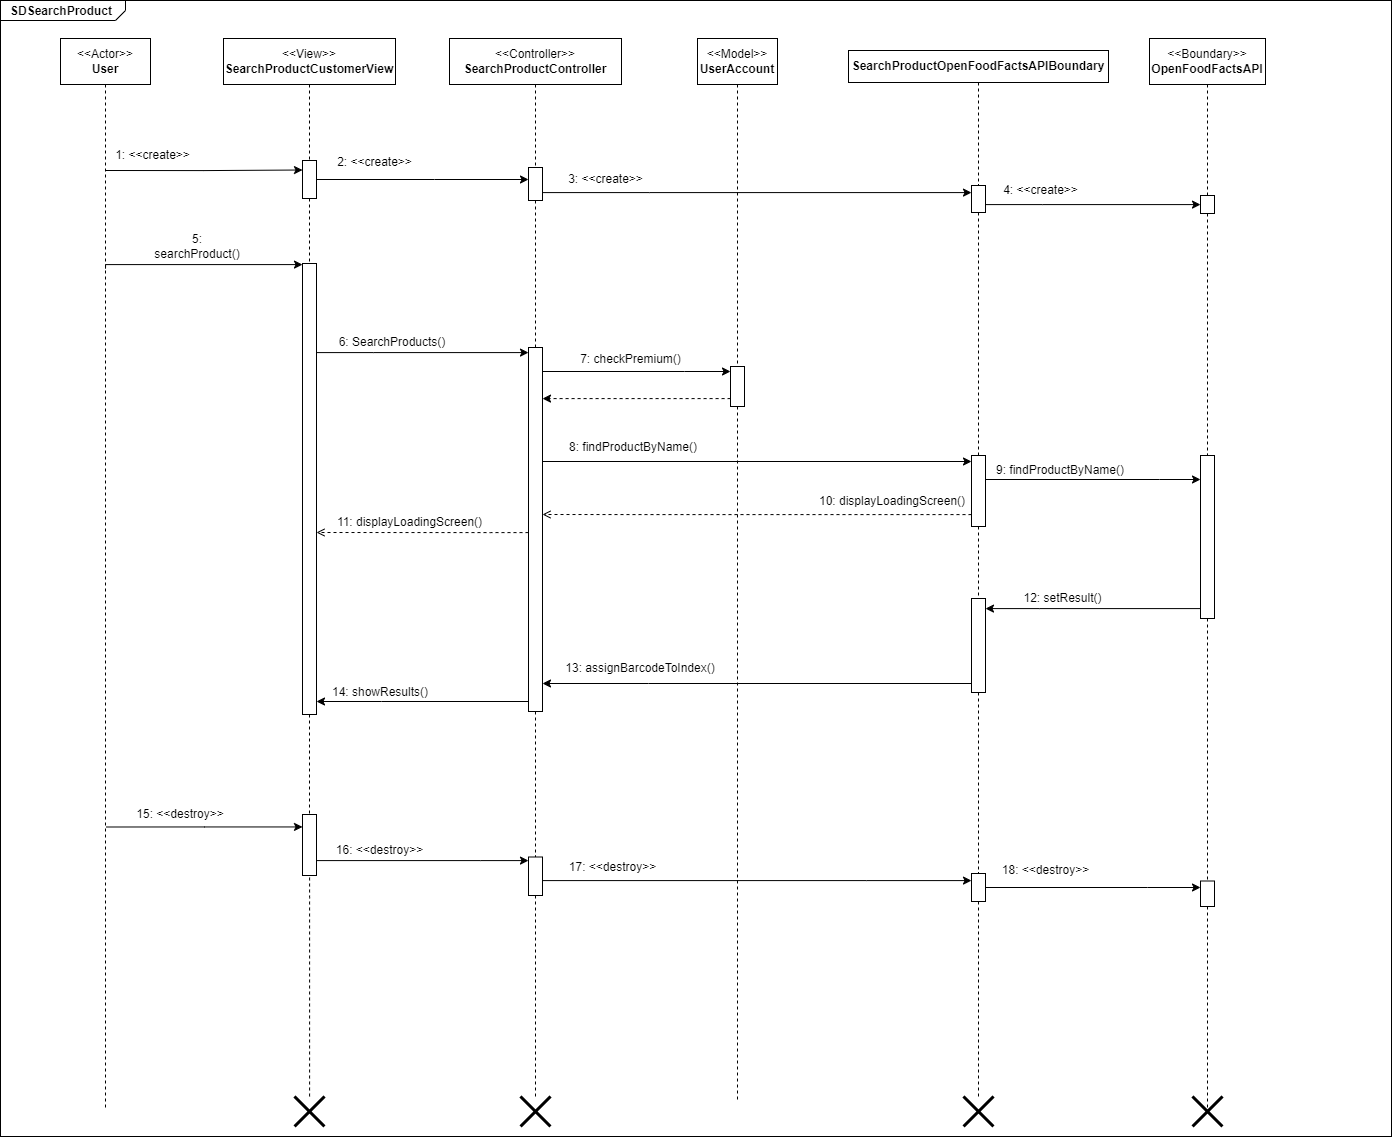 SDSearchProduct
<<Actor>>
User
<<View>>
SearchProductCustomerView
<<Controller>>
SearchProductController
<<Model>>
UserAccount
SearchProductOpenFoodFactsAPIBoundary
<<Boundary>>
OpenFoodFactsAPI
1: <<create>>
2: <<create>>
3: <<create>>
4: <<create>>
5:
searchProduct()
6: SearchProducts()
7: checkPremium()
8: findProductByName()
9: findProductByName()
10: displayLoadingScreen()
11: displayLoadingScreen()
12: setResult()
13: assignBarcodeToIndex()
14: showResults()
15: <<destroy>>
16: <<destroy>>
17: <<destroy>>
18: <<destroy>>